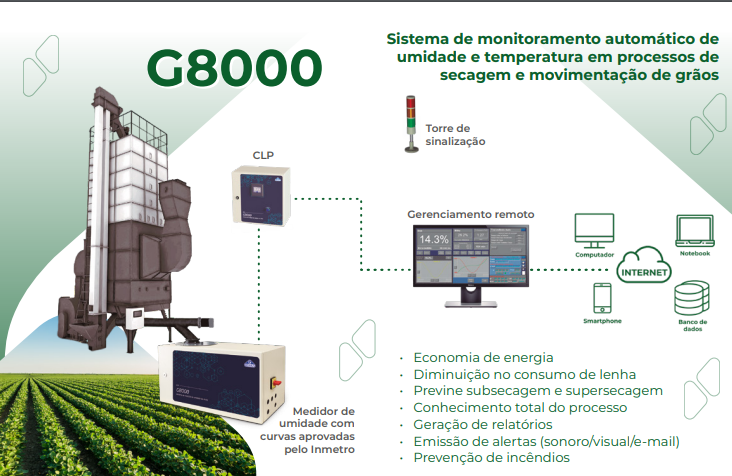 G8000
Sistema de monitoramento automático de
umidade e temperatura em processos de
secagem e movimentação de grãos
Torre de
sinalização
CLP
Gerenciamento remoto
14.3%
Computador
Notebook
INTERNET
Smartphone
Banco de
dados
G8000
Medidor de
umidade com
curvas aprovadas
pelo Inmetro
· Economia de energia
· Diminuição no consumo de lenha
· Previne subsecagem e supersecagem
· Conhecimento total do processo
· Geração de relatórios
· Emissão de alertas (sonoro/visual/e-mail)
· Prevenção de incêndios